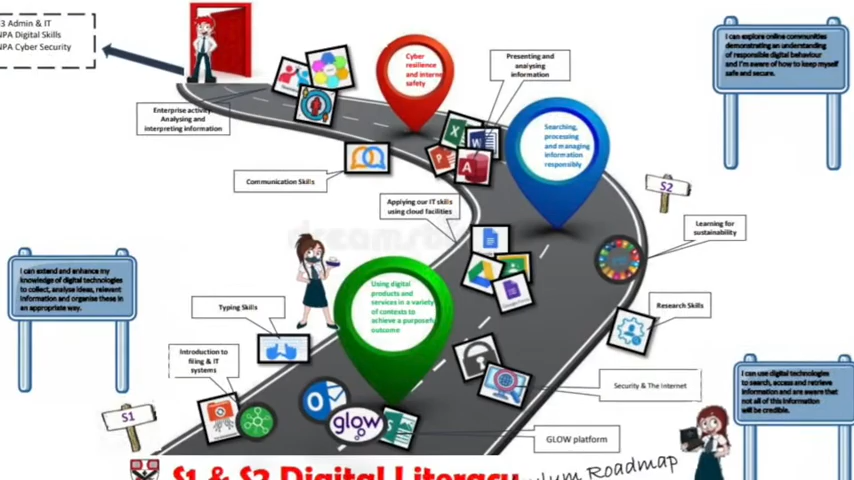 3 Admin & IT
NPA Digital Skills
NPA Cyber Security
Enterprise activity
Analysing and
interpreting information
Cyber
resilience
and interne
safety
Presenting and
analysing
information
I can explore online communities
demonstrating an understanding
of responsible digital behaviour
and I'm aware of how to keep myself
safe and secure.
Searching,
processing
and managing
information
responsibly
Communication Skills
Applying our IT skills
using cloud facilities
S2
Learning for
sustainability
I can extend and enhance my
knowledge of digital technologies
to collect, analyse ideas, relevant
information and organise these in
an appropriate way.
Using digital
products and
services in a variety
of contexts to
achieve a purposefu
outcome
Typing Skills
Research Skills
Introduction to
filing & IT
systems
Security & The Internet
I can use digital technologies
to search, access and retrieve
information and are aware that
not all of this information
will be credible.
S1
glow
GLOW platform
S1 & S2 Digital Literacy
ulum Roadmap